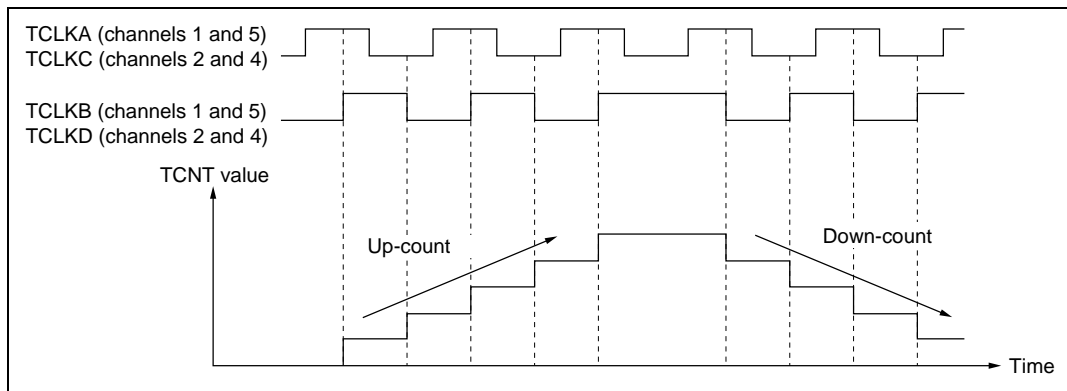 TCLKA (channels 1 and 5)
TCLKC (channels 2 and 4)
TCLKB (channels 1 and 5)
TCLKD (channels 2 and 4)
TCNT value
Up-count
Down-count
Time